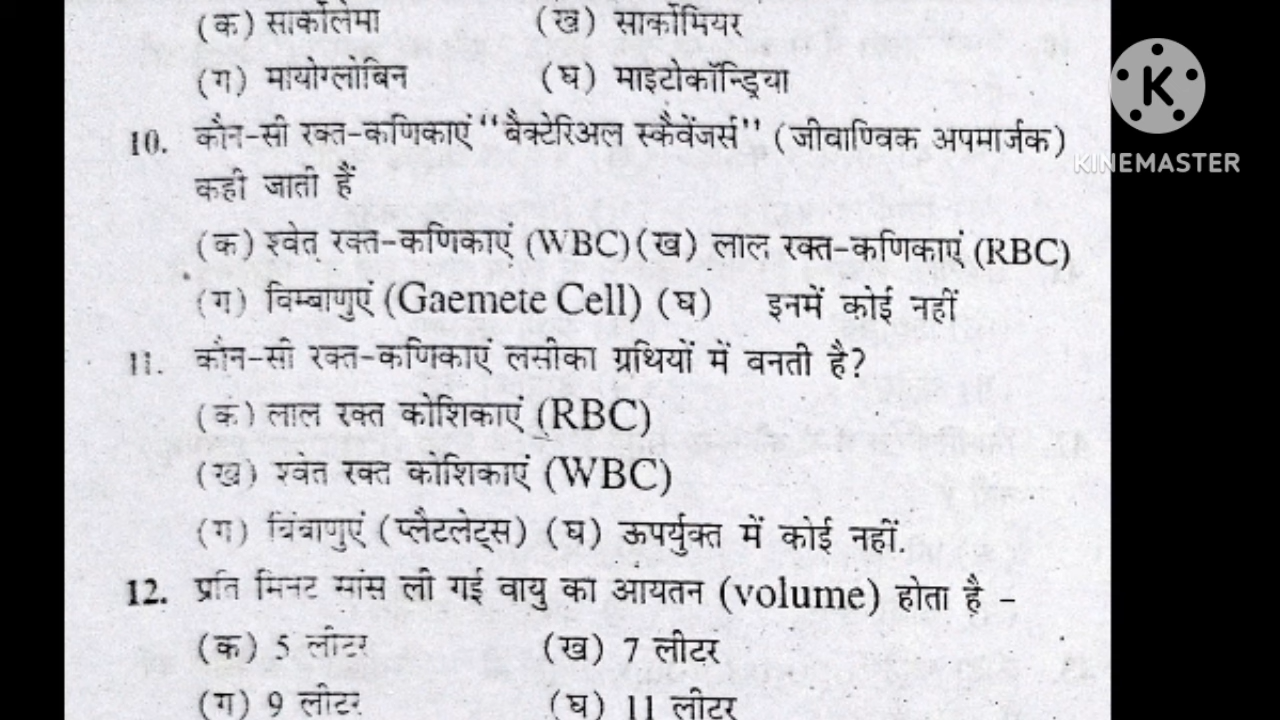 (क) सार्कोलेमा (ख) सार्कोमियर
(ग) मायोग्लोबिन (घ) माइटोकॉन्ड्रिया
10. कौन-सी रक्त-कणिकाएं "बैक्टेरिअल स्कैवेंजर्स" (जीवाण्विक अपमार्जक)
कही जाती हैं
(क) श्वेत रक्त-कणिकाएं (WBC) (ख) लाल रक्त-कणिकाएं (RBC)
(ग) विम्बाणुएं (Gaemete Cell) (घ) इनमें कोई नहीं
11. कौन-सी रक्त-कणिकाएं लसीका ग्रथियों में वनती है?
(क) लाल रक्त कोशिकाएं (RBC)
(ख) श्वेत रक्त कोशिकाएं (WBC)
(ग) विंबाणुएं (प्लैटलेट्स) (घ) ऊपर्युक्त में कोई नहीं.
12. प्रति मिनट सांस ली गई वायु का आयतन (volume) होता है –
(क) 5 लीटर (ख) 7 लीटर
(ग) 9 लीटर (घ) 11 लीटर
K
KINEMASTER